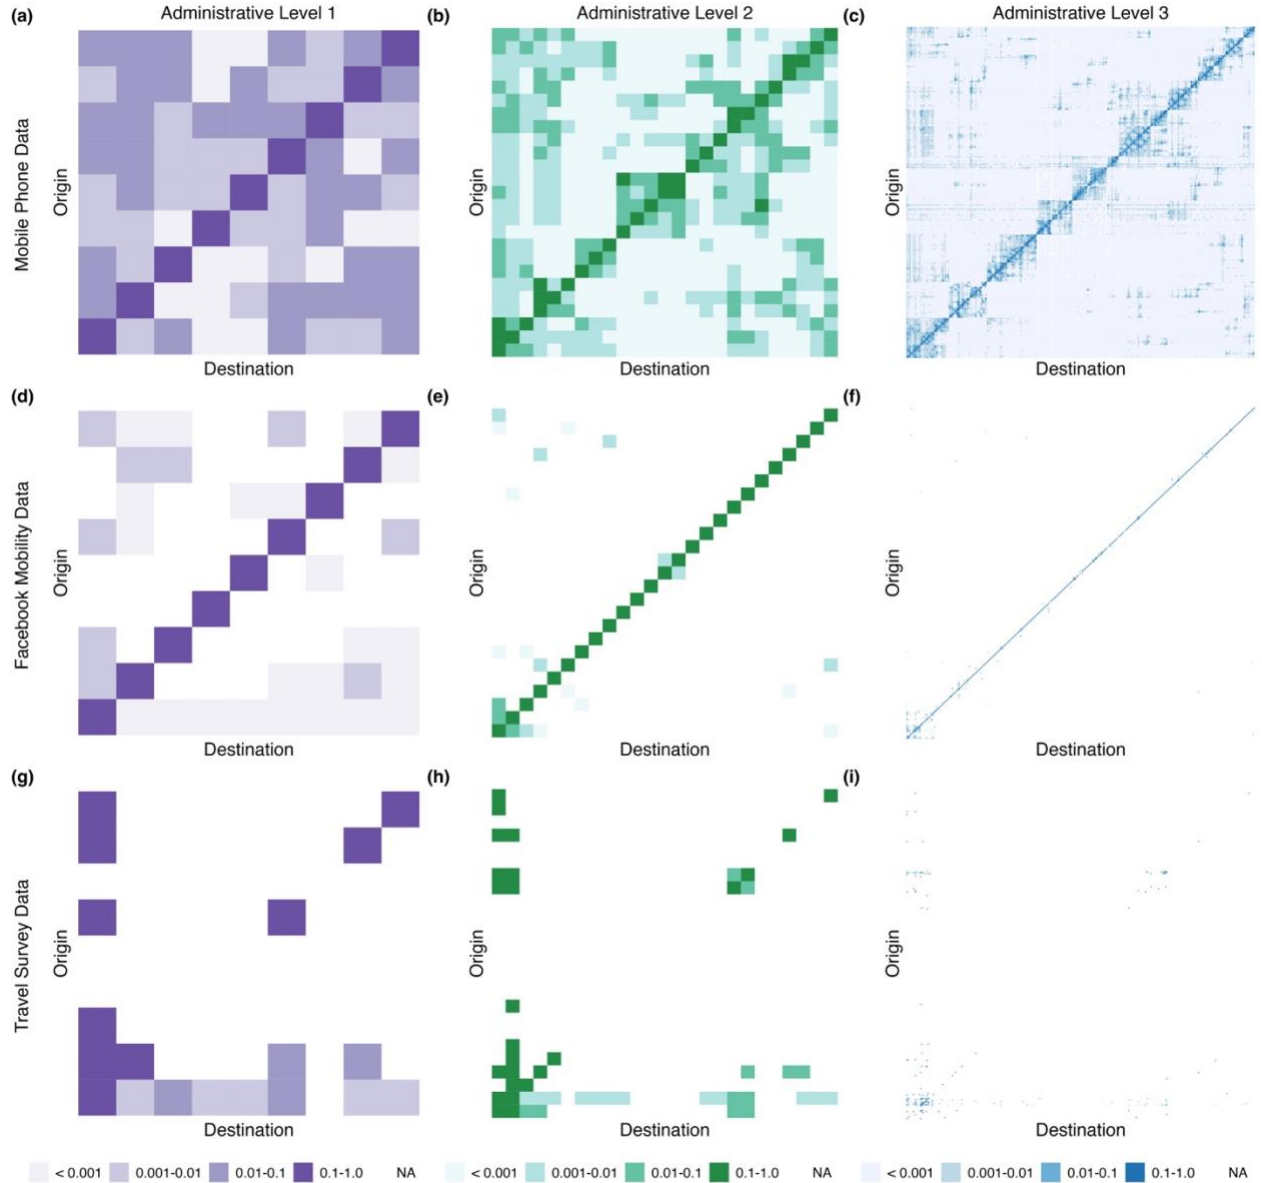 (a) Administrative Level 1
(b) Administrative Level 2
(c) Administrative Level 3
Mobile Phone Data
Origin
Origin
Origin
Destination
Destination
Destination
(d)
(e)
(f)
Facebook Mobility Data
Origin
Origin
Origin
Destination
Destination
Destination
(g)
(h)
(i)
Travel Survey Data
Origin
Origin
Origin
Destination
Destination
Destination
< 0.001 0.001-0.01 0.01-0.1 0.1-1.0 NA
< 0.001 0.001-0.01 0.01-0.1 0.1-1.0 NA
< 0.001 0.001-0.01 0.01-0.1 0.1-1.0 NA